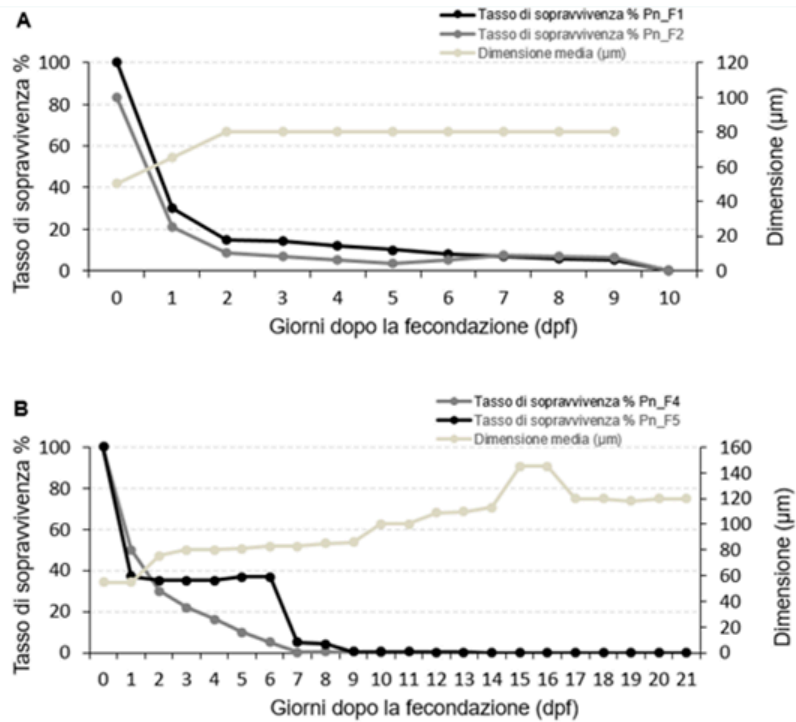 A
Tasso di sopravvivenza % Pn_F1
Tasso di sopravvivenza % Pn_F2
Dimensione media (µm)
Tasso di sopravvivenza %
100
80
60
40
20
0
120
100
80
60
40
20
0
Dimensione (µm)
0 1 2 3 4 5 6 7 8 9 10
Giorni dopo la fecondazione (dpf)
B
Tasso di sopravvivenza % Pn_F4
Tasso di sopravvivenza % Pn_F5
Dimensione media (µm)
Tasso di sopravvivenza %
100
80
60
40
20
0
160
140
120
100
80
60
40
20
0
Dimensione (µm)
0 1 2 3 4 5 6 7 8 9 10 11 12 13 14 15 16 17 18 19 20 21
Giorni dopo la fecondazione (dpf)